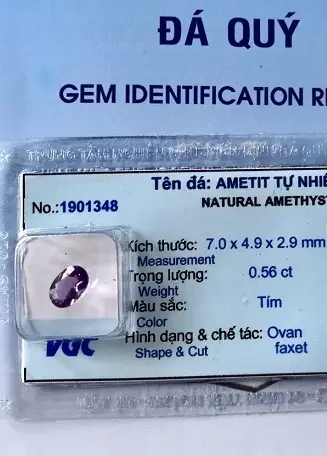 ĐÁ QUÝ
GEM IDENTIFICATION
Tên đá: AMETIT TỰ
No.:1901348
NATURAL
Kích thước: 7.0 x 4.9 x 2.9 mm
Measurement
Trọng lượng: 0.56 ct
Weight
Màu sắc: Tím
Color
Hình dạng & chế tác: Ovan
Shape & Cut faxet
VGC